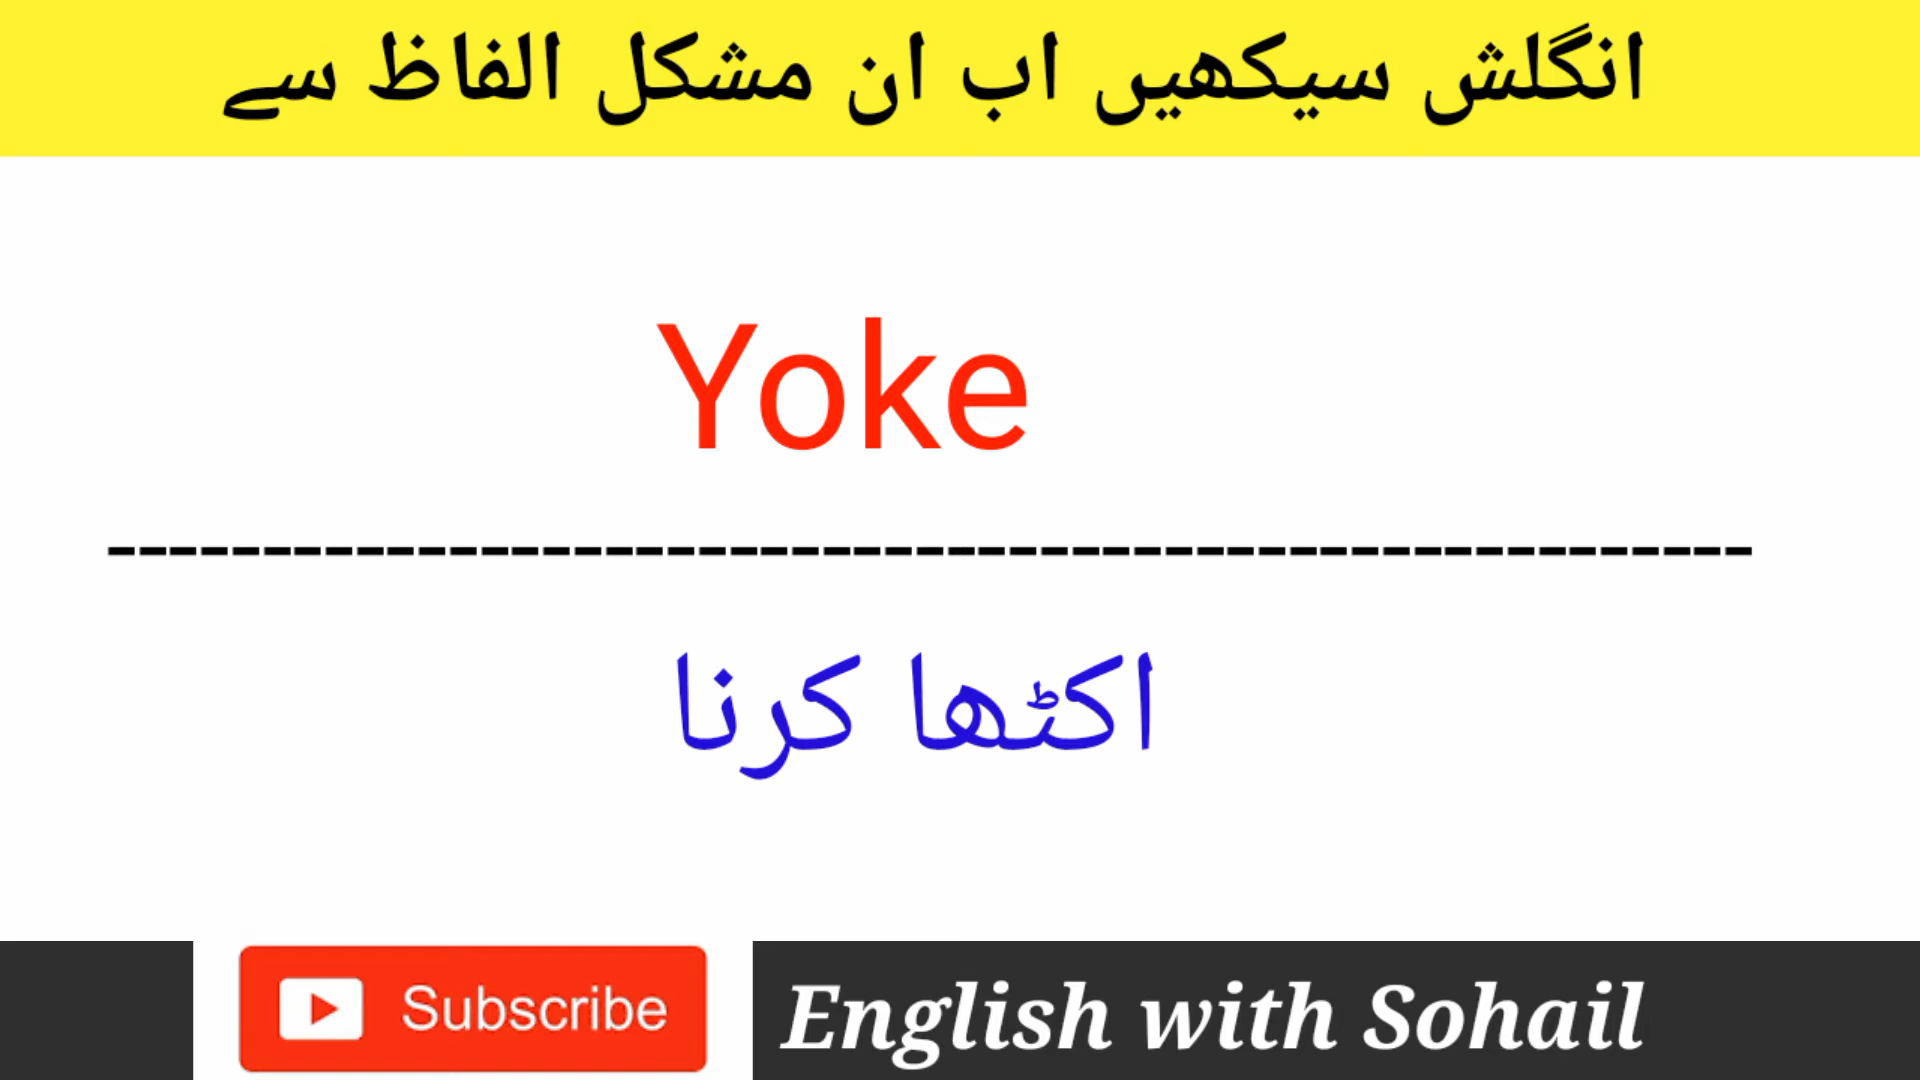 انگلش سیکھیں اب ان مشکل الفاظ سے
Yoke
--------------------------------------------------
اکٹھا کرنا
Subscribe
English with Sohail